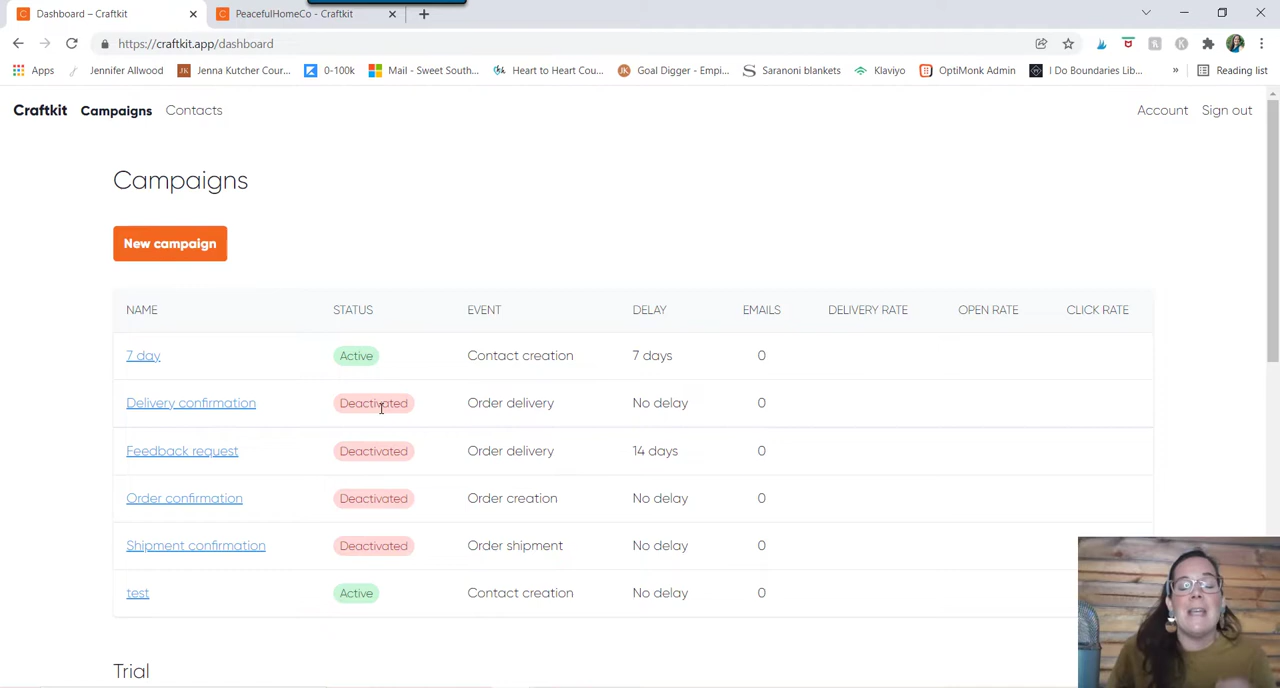 Dashboard – Craftkit
PeacefulHomeCo - Craftkit
https://craftkit.app/dashboard
Apps
Jennifer Allwood
Jenna Kutcher Cour...
0-100k
Mail - Sweet South...
Heart to Heart Cou...
Goal Digger - Empi...
Saranoni blankets
Klaviyo
OptiMonk Admin
I Do Boundaries Lib...
»
Reading list
Craftkit Campaigns Contacts Account Sign out
Campaigns
New campaign
NAME STATUS EVENT DELAY EMAILS DELIVERY RATE OPEN RATE CLICK RATE
7 day Active Contact creation 7 days 0
Delivery confirmation Deactivated Order delivery No delay 0
Feedback request Deactivated Order delivery 14 days 0
Order confirmation Deactivated Order creation No delay 0
Shipment confirmation Deactivated Order shipment No delay 0
test Active Contact creation No delay 0
Trial